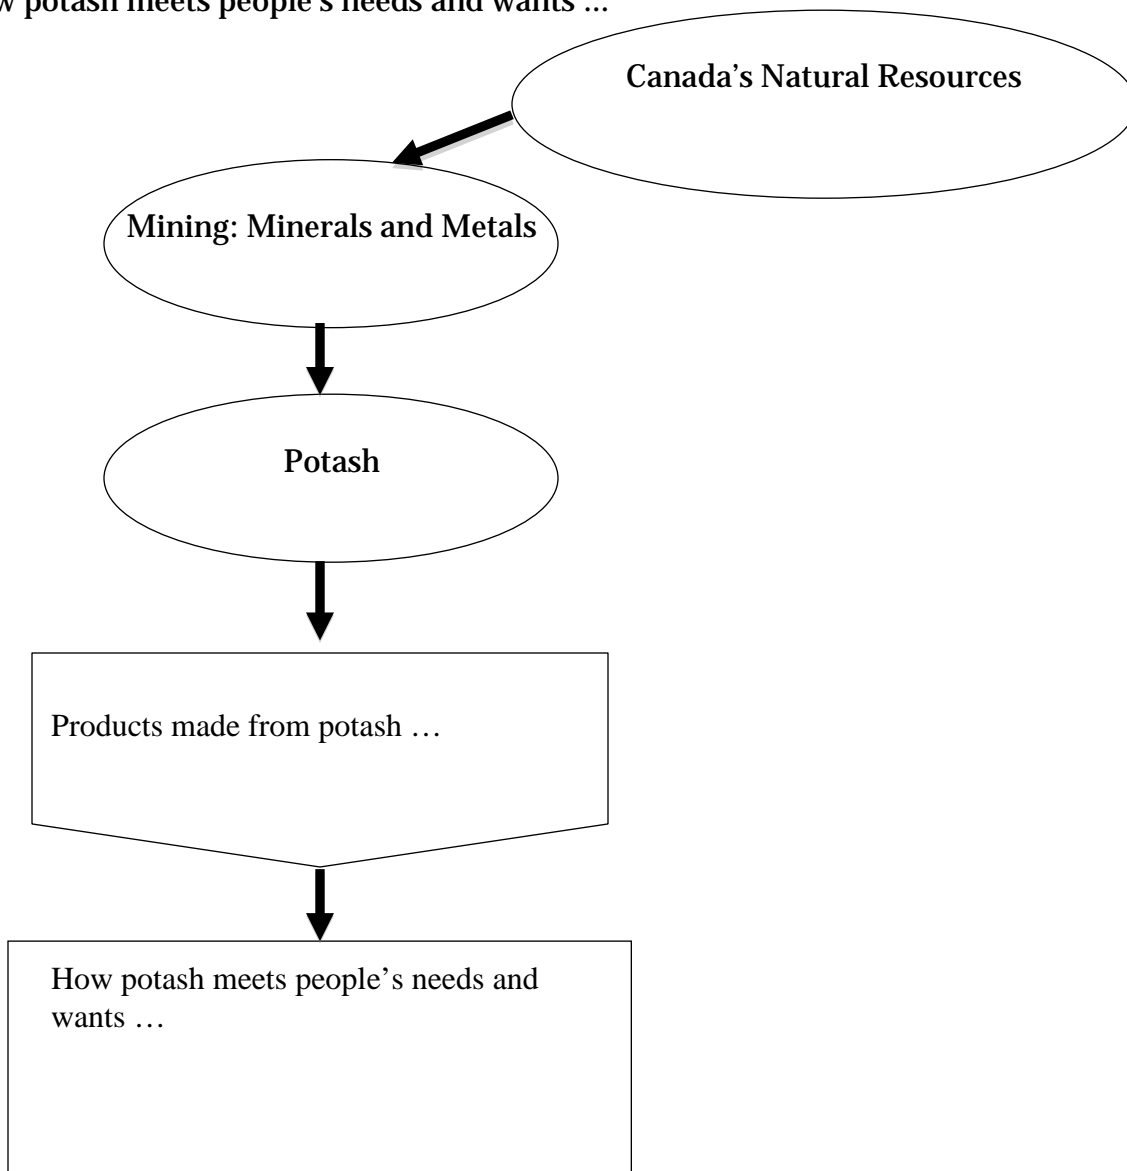 potash meets people's needs and wants ...
Canada's Natural Resources
Mining: Minerals and Metals
Potash
Products made from potash …
How potash meets people's needs and
wants …